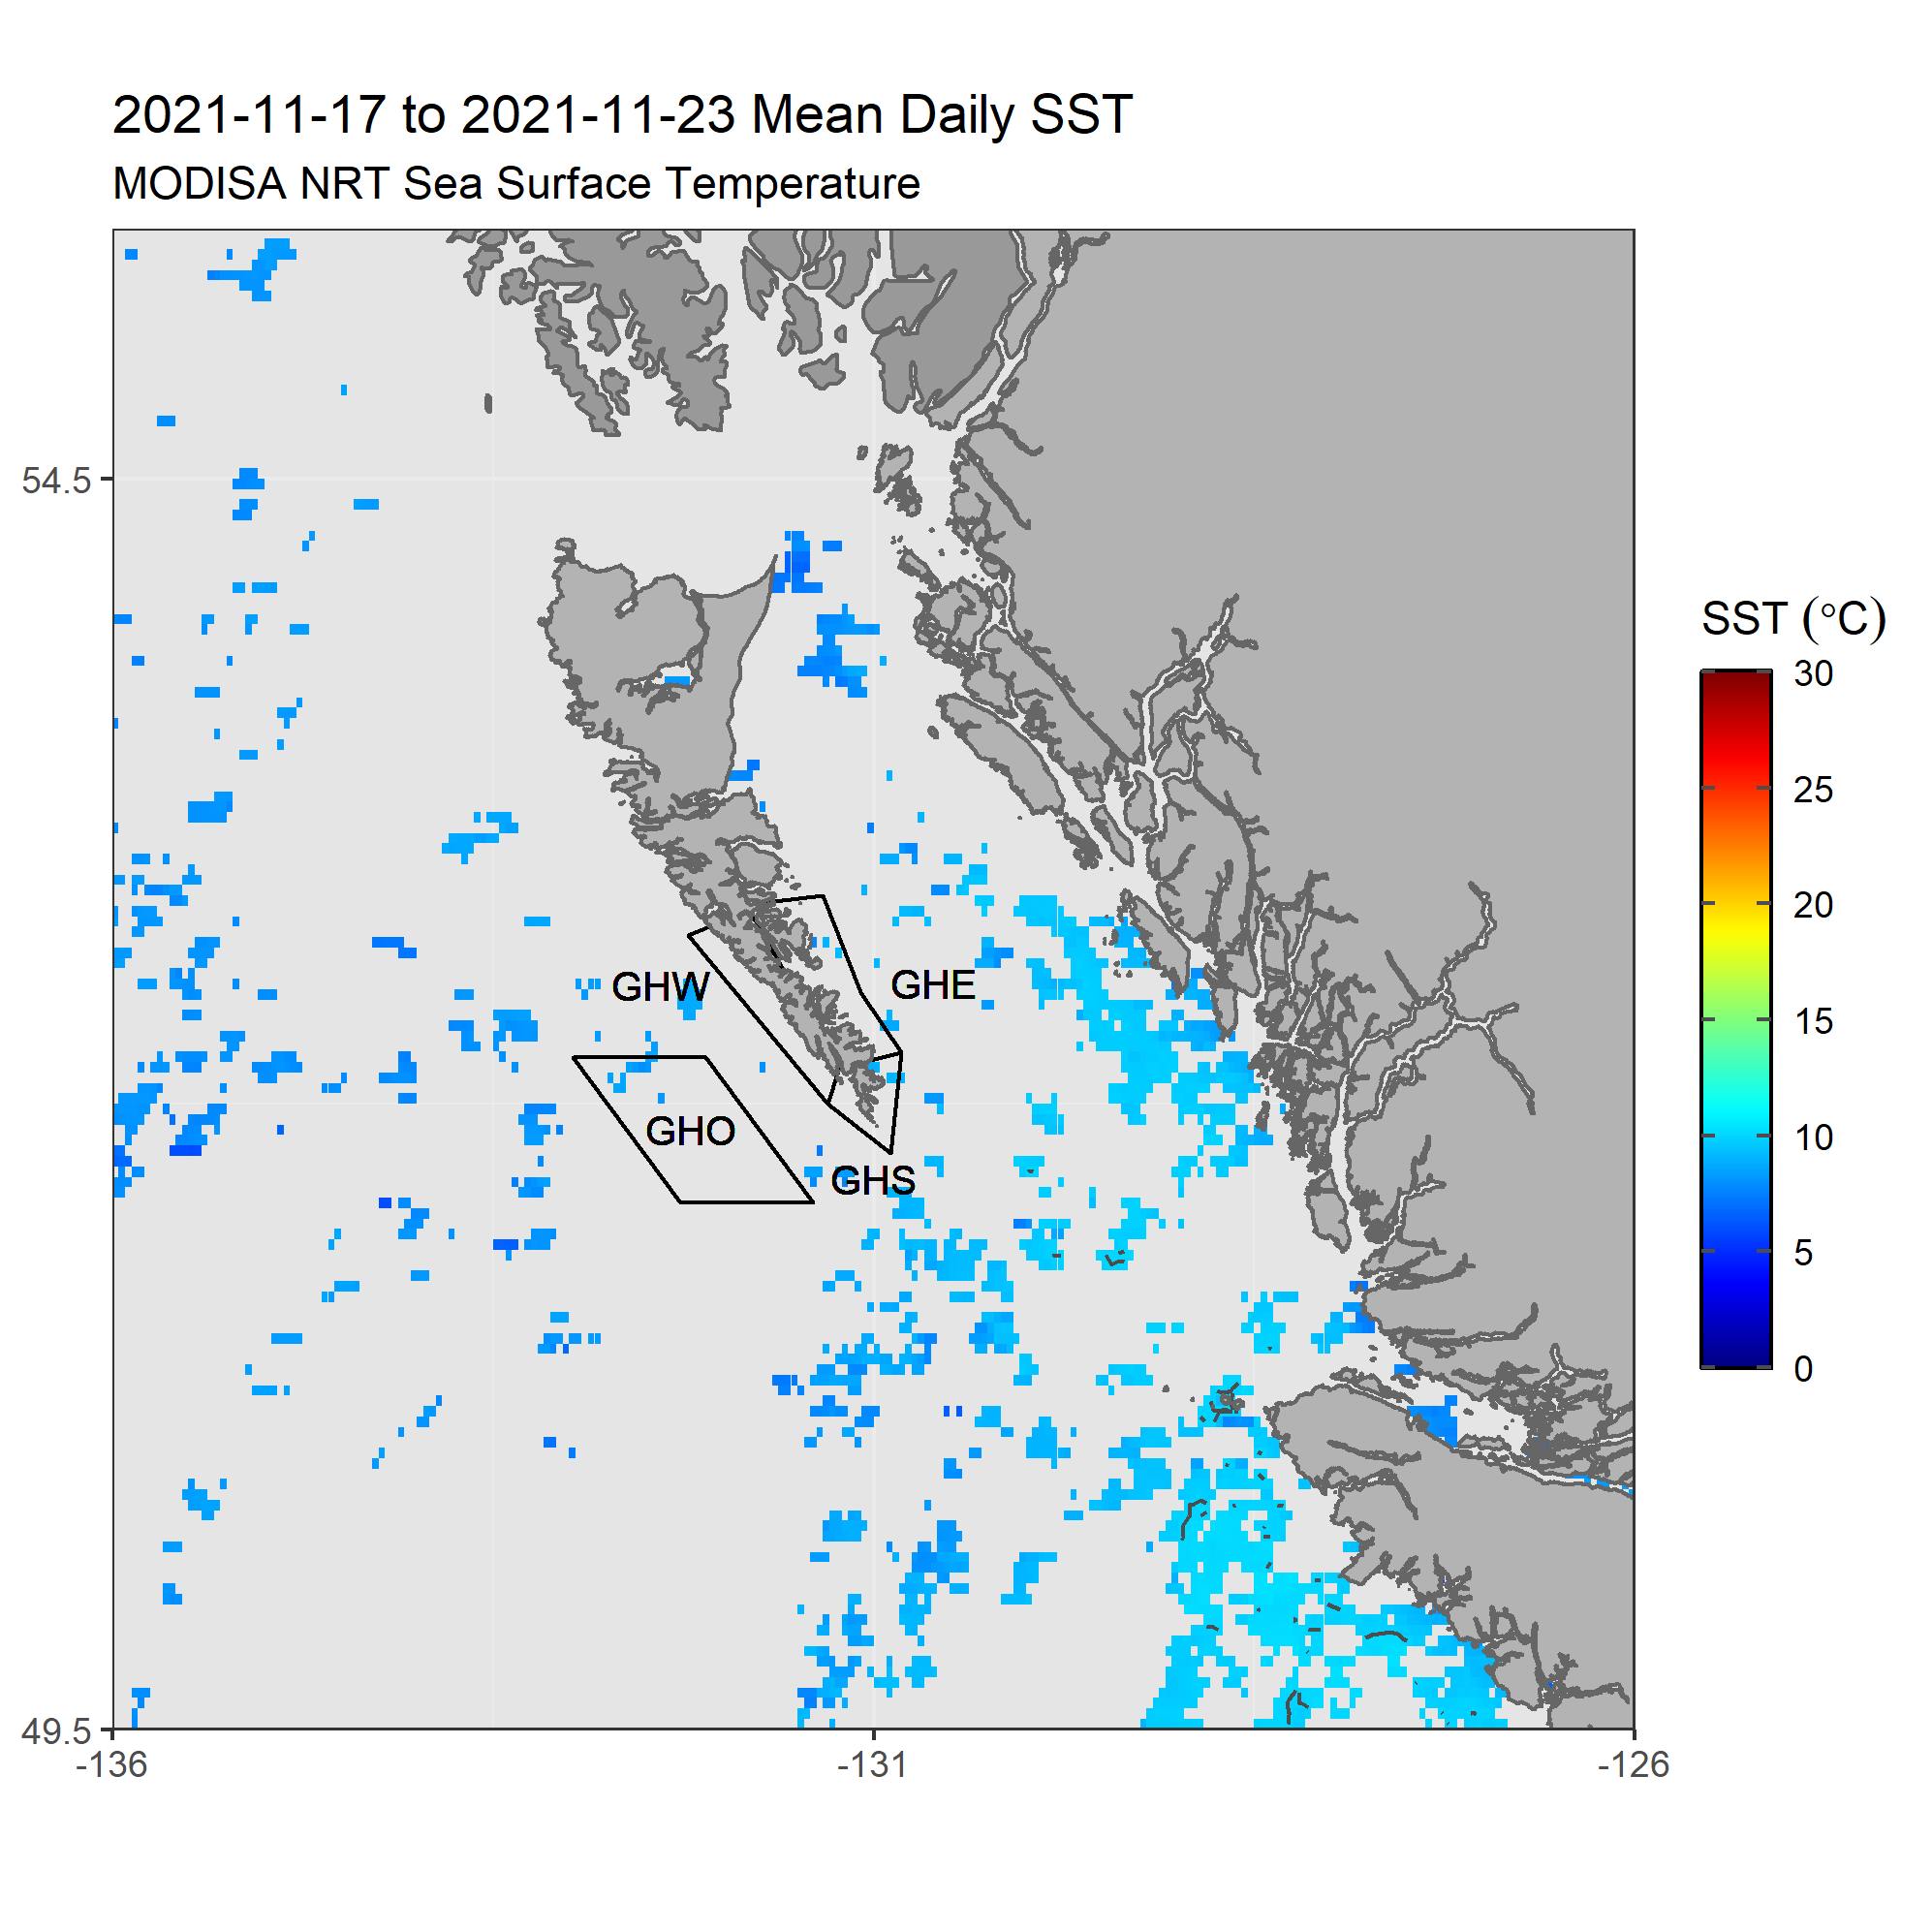 2021-11-17 to 2021-11-23 Mean Daily SST
MODISA NRT Sea Surface Temperature
54.5
49.5
-136
-131
-126
GHW
GHE
GHO
GHS
SST (°C)
30
25
20
15
10
5
0